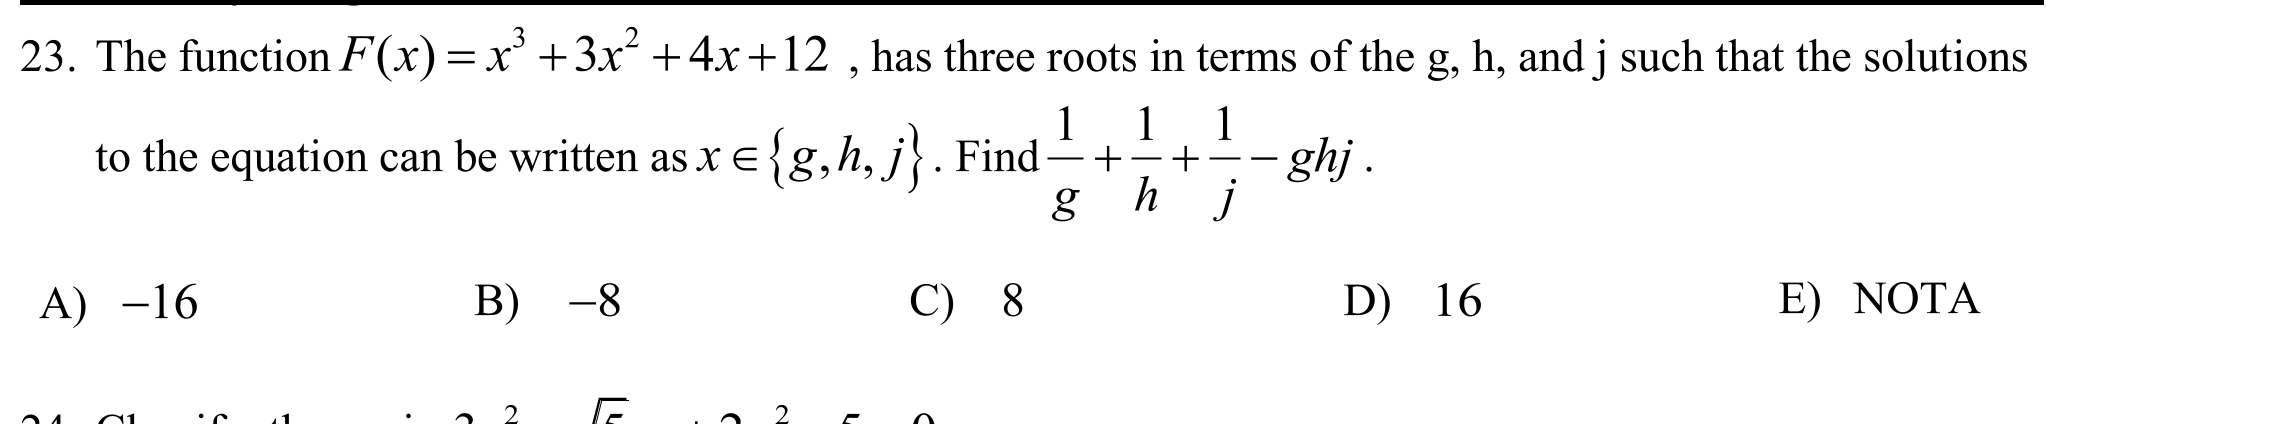 23. The function F(x) = x³ + 3x² + 4x + 12 , has three roots in terms of the g, h, and j such that the solutions
to the equation can be written as x ∈ {g, h, j}. Find 1/g + 1/h + 1/j − ghj .
A) −16 B) −8 C) 8 D) 16 E) NOTA